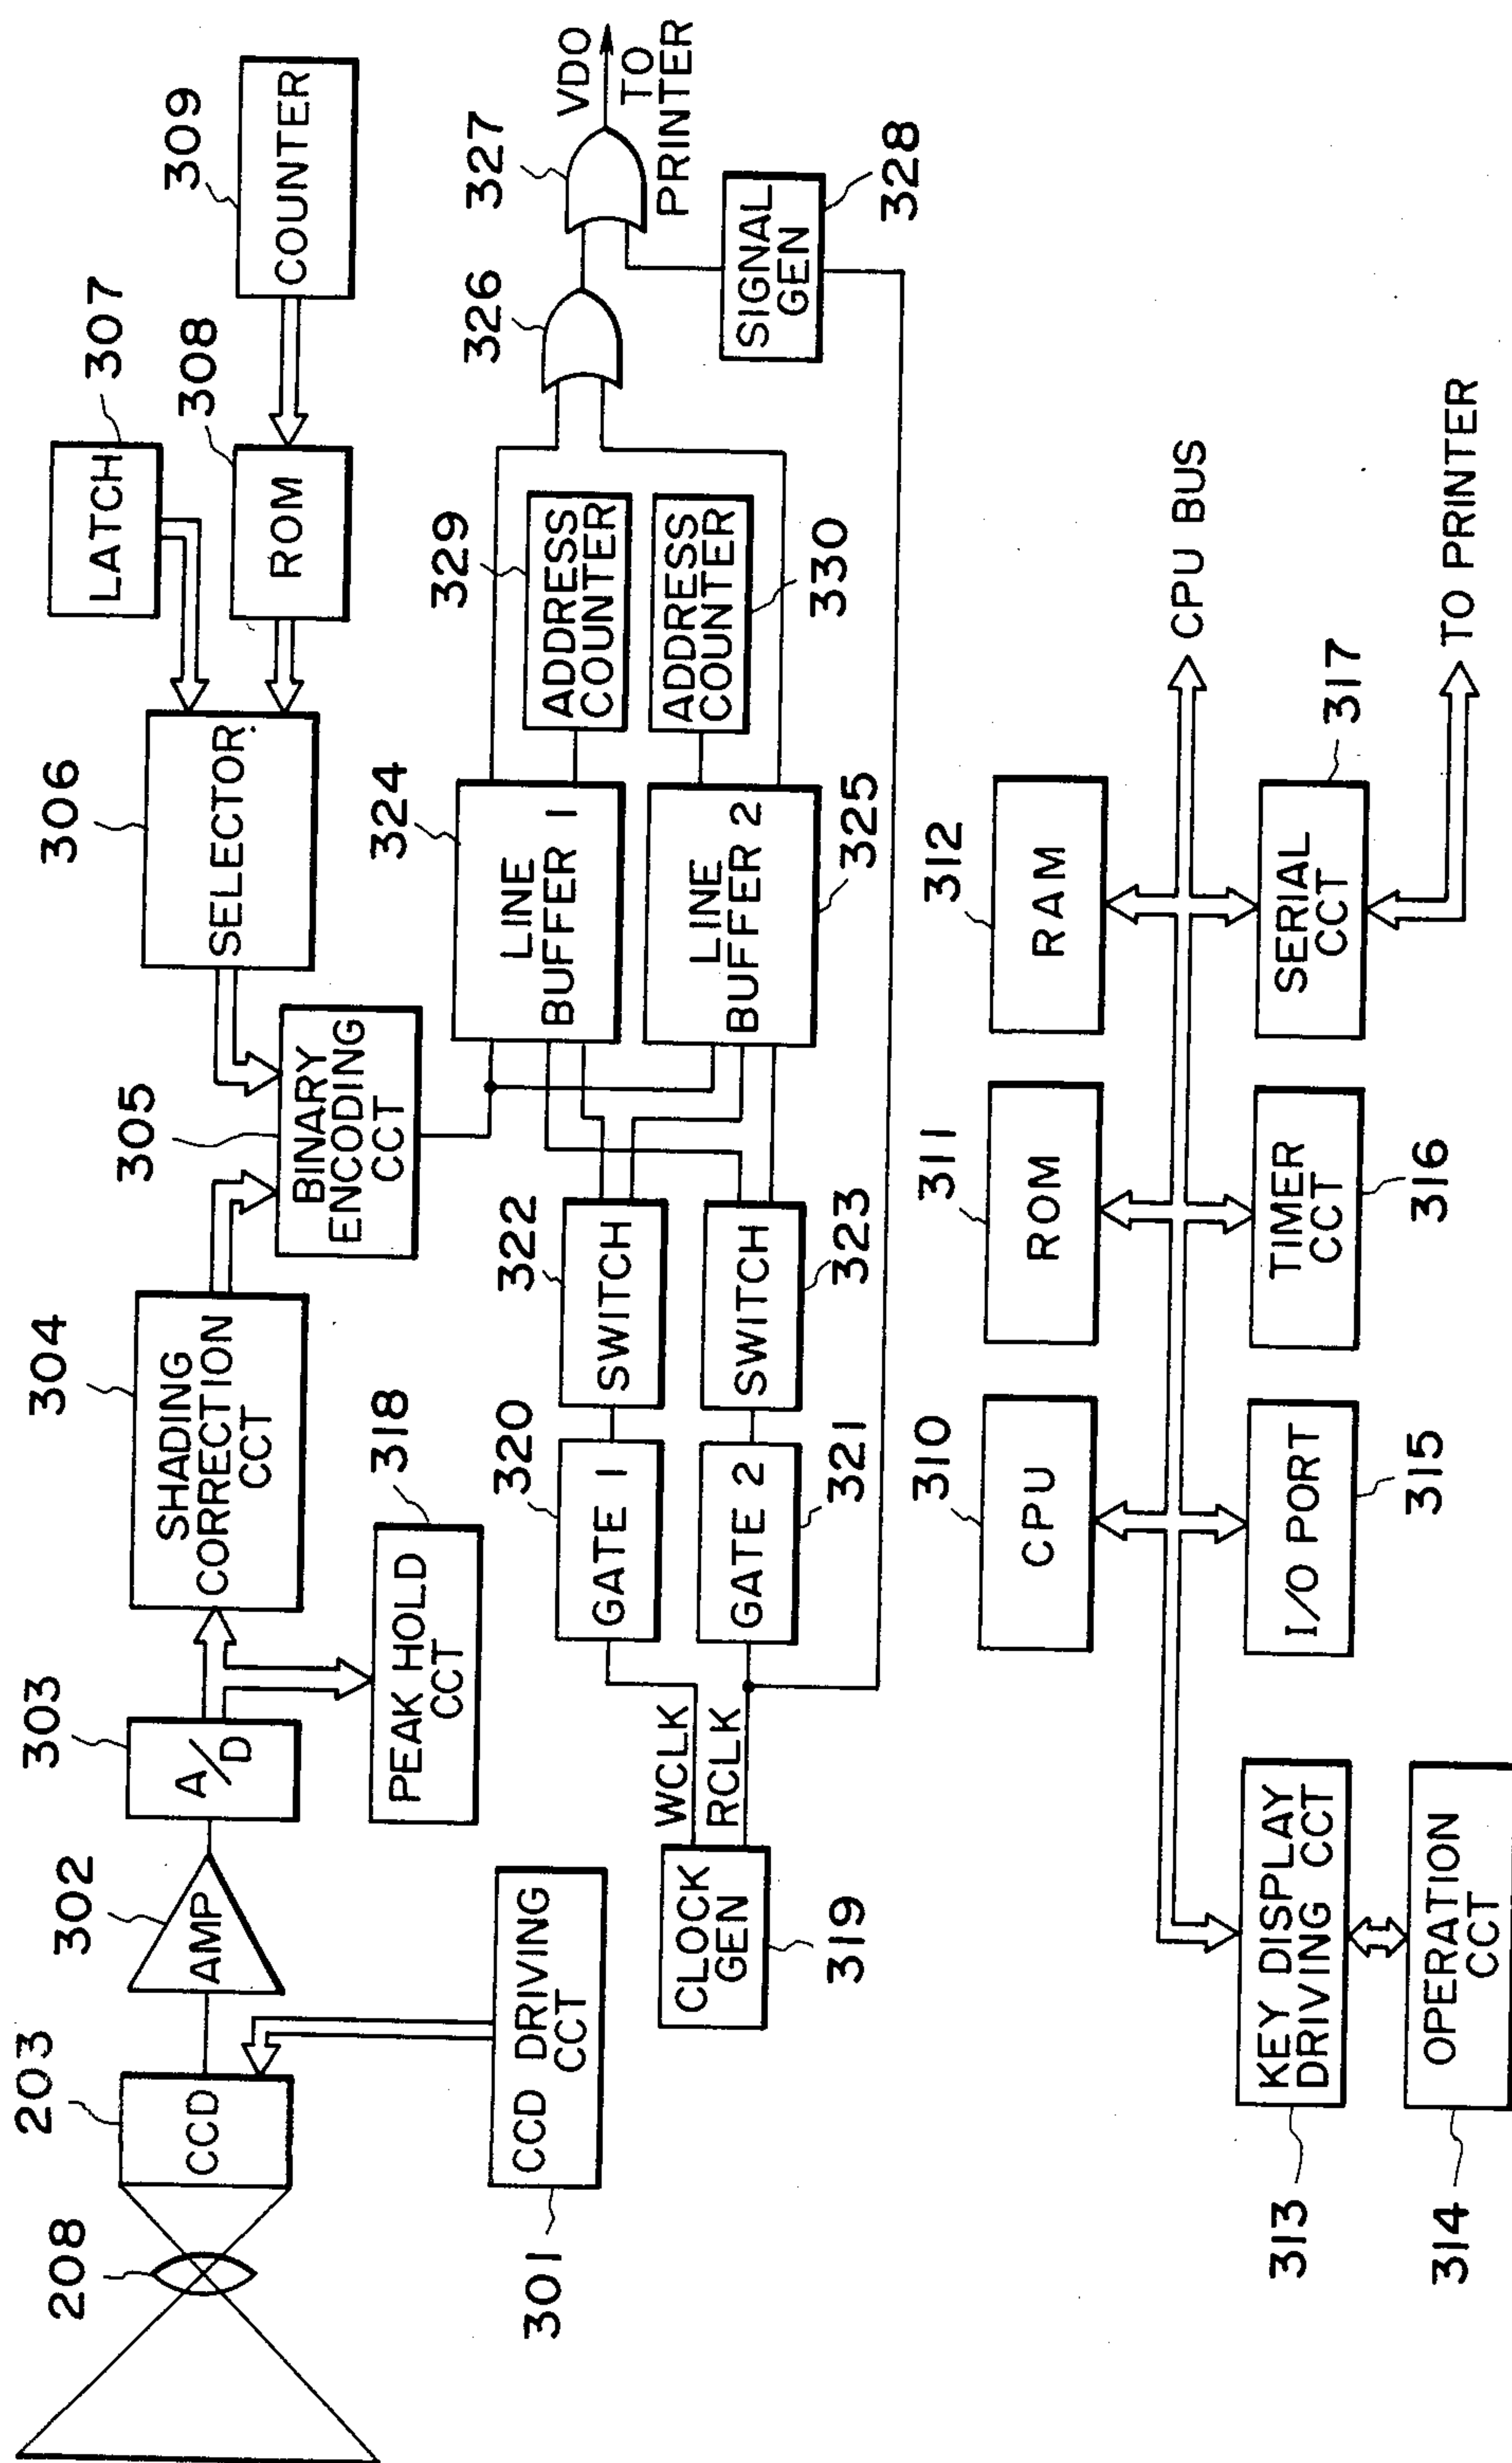 208
203
CCD
302
AMP
303
A/D
304
SHADING
CORRECTION
CCT
305
BINARY
ENCODING
CCT
306
SELECTOR
307
LATCH
308
ROM
309
COUNTER
301
CCD DRIVING
CCT
318
PEAK HOLD
CCT
319
CLOCK
GEN
WCLK
RCLK
320
GATE 1
321
GATE 2
322
SWITCH
323
SWITCH
324
LINE
BUFFER 1
325
LINE
BUFFER 2
329
ADDRESS
COUNTER
330
ADDRESS
COUNTER
326
327
VDO
TO
PRINTER
328
SIGNAL
GEN
310
CPU
311
ROM
312
RAM
CPU BUS
313
KEY DISPLAY
DRIVING CCT
314
OPERATION
CCT
315
I/O PORT
316
TIMER
CCT
317
SERIAL
CCT
TO PRINTER